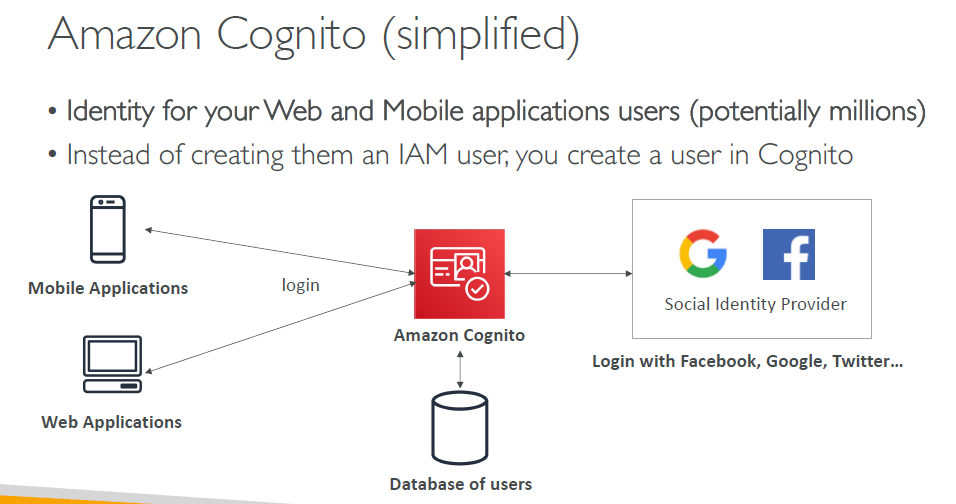 Amazon Cognito (simplified)
• Identity for your Web and Mobile applications users (potentially millions)
• Instead of creating them an IAM user, you create a user in Cognito
Mobile Applications
login
Web Applications
Amazon Cognito
Database of users
Social Identity Provider
Login with Facebook, Google, Twitter...